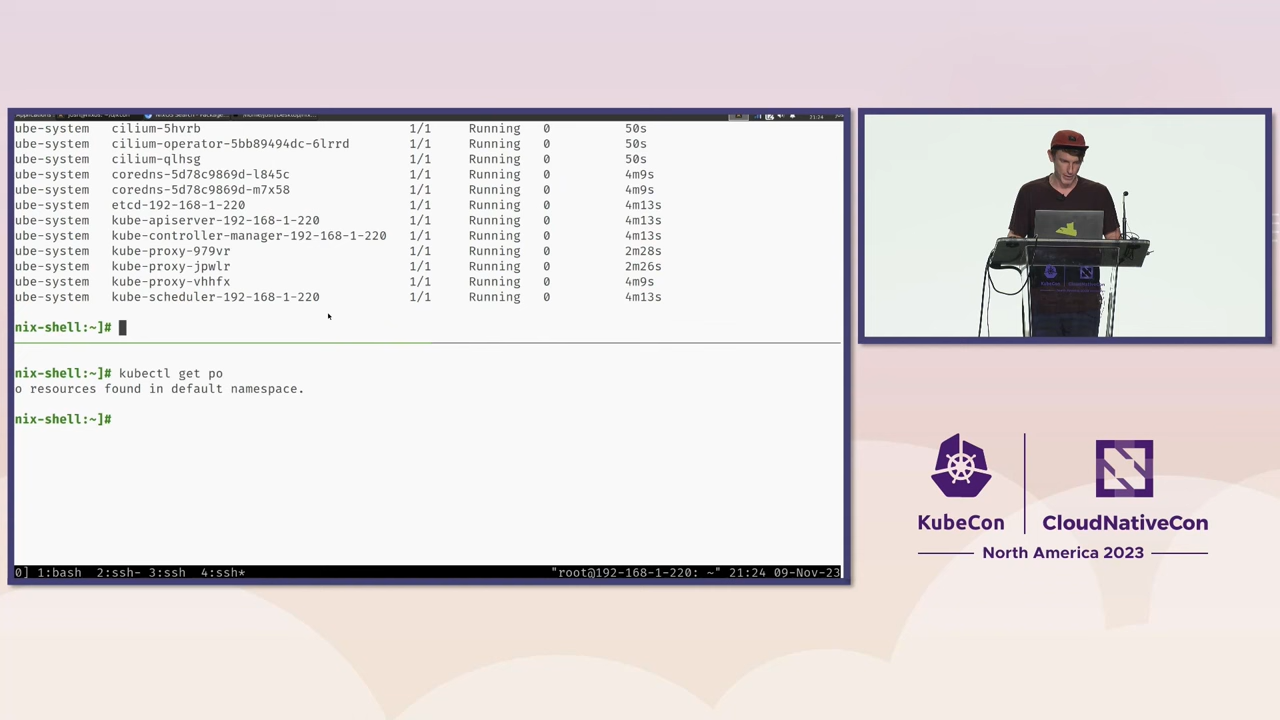 ube-system cilium-5hvrb 1/1 Running 0 50s
ube-system cilium-operator-5bb89494dc-6lrrd 1/1 Running 0 50s
ube-system cilium-qlhsg 1/1 Running 0 50s
ube-system coredns-5d78c9869d-l845c 1/1 Running 0 4m9s
ube-system coredns-5d78c9869d-m7x58 1/1 Running 0 4m9s
ube-system etcd-192-168-1-220 1/1 Running 0 4m13s
ube-system kube-apiserver-192-168-1-220 1/1 Running 0 4m13s
ube-system kube-controller-manager-192-168-1-220 1/1 Running 0 4m13s
ube-system kube-proxy-979vr 1/1 Running 0 2m28s
ube-system kube-proxy-jpwlr 1/1 Running 0 2m26s
ube-system kube-proxy-vhhfx 1/1 Running 0 4m9s
ube-system kube-scheduler-192-168-1-220 1/1 Running 0 4m13s
nix-shell:~]#
nix-shell:~]# kubectl get po
o resources found in default namespace.
nix-shell:~]#
0] 1:bash 2:ssh- 3:ssh 4:ssh* "root@192-168-1-220: ~" 21:24 09-Nov-23
KubeCon CloudNativeCon
North America 2023